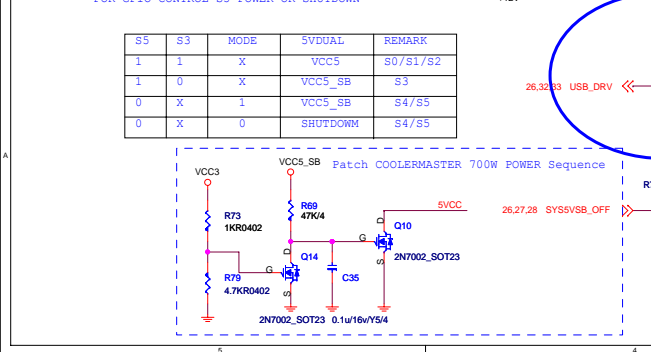 FOR GPIO CONTROL S5 POWER OR SHUTDOWN
S5 S3 MODE 5VDUAL REMARK
1 1 X VCC5 S0/S1/S2
1 0 X VCC5_SB S3
0 X 1 VCC5_SB S4/S5
0 X 0 SHUTDOWM S4/S5
26,32,33 USB_DRV
A
Patch COOLERMASTER 700W POWER Sequence
VCC3
VCC5_SB
R73
1KR0402
R69
47K/4
5VCC
26,27,28 SYS5VSB_OFF
Q10
D
G
S
2N7002_SOT23
Q14
D
G
S
R79
4.7KR0402
C35
2N7002_SOT23 0.1u/16v/Y5/4
5
4